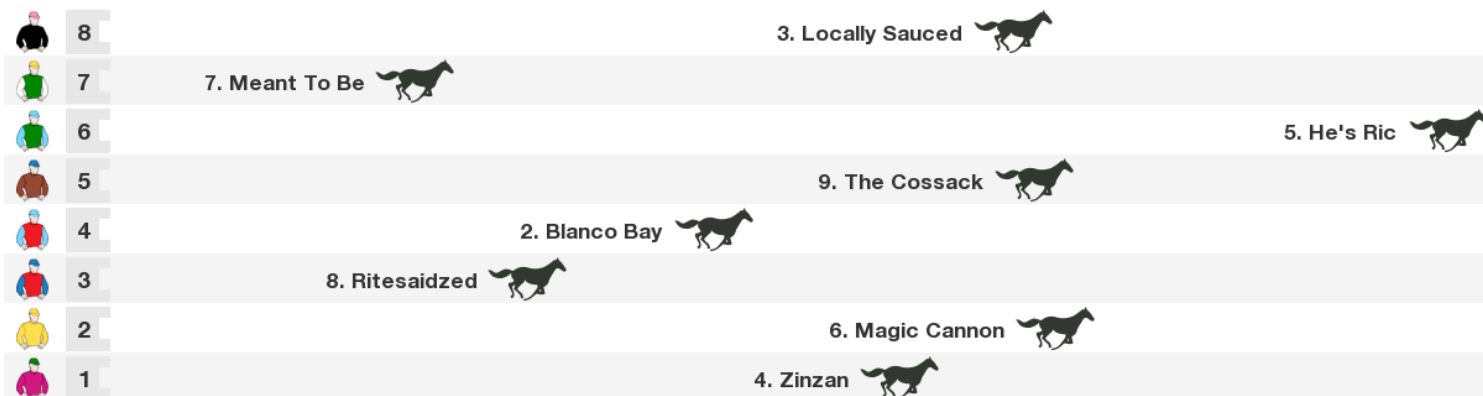 8 3. Locally Sauced
7 7. Meant To Be
6 5. He's Ric
5 9. The Cossack
4 2. Blanco Bay
3 8. Ritesaidzed
2 6. Magic Cannon
1 4. Zinzan